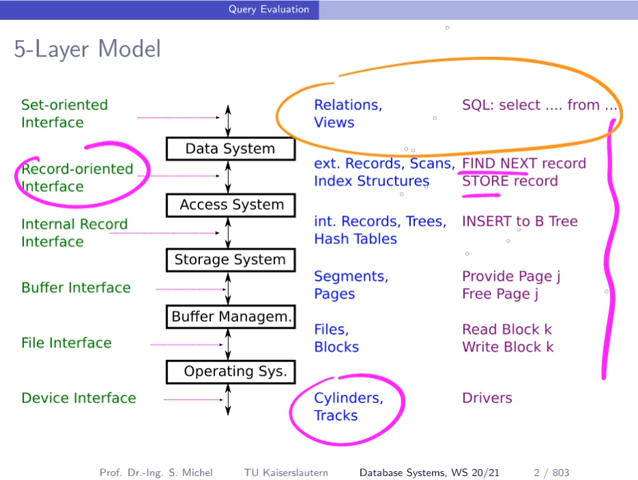 Query Evaluation
5-Layer Model
Set-oriented
Interface
Relations,
Views
SQL: select .... from ...
Data System
Record-oriented
Interface
ext. Records, Scans,
Index Structures
FIND NEXT record
STORE record
Access System
Internal Record
Interface
int. Records, Trees,
Hash Tables
INSERT to B Tree
Storage System
Buffer Interface
Segments,
Pages
Provide Page j
Free Page j
Buffer Managem.
File Interface
Files,
Blocks
Read Block k
Write Block k
Operating Sys.
Device Interface
Cylinders,
Tracks
Drivers
Prof. Dr.-Ing. S. Michel TU Kaiserslautern Database Systems, WS 20/21 2 / 803